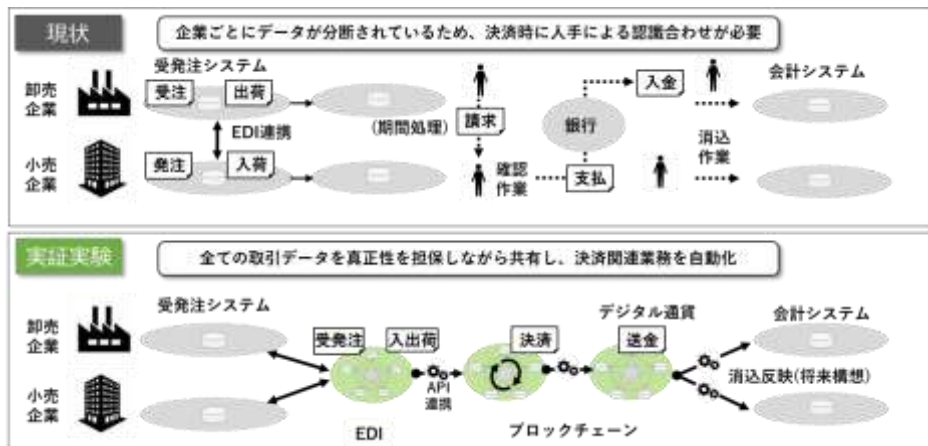 現状
企業ごとにデータが分断されているため、決済時に人手による認識合わせが必要
卸売
企業
小売
企業
受発注システム
受注
出荷
EDI連携
発注
入荷
(期間処理)
請求
確認
作業
銀行
入金
支払
消込
作業
会計システム
実証実験
全ての取引データを真正性を担保しながら共有し、決済関連業務を自動化
卸売
企業
小売
企業
受発注システム
受発注
入出荷
EDI
API
連携
決済
ブロックチェーン
デジタル通貨
送金
会計システム
消込反映(将来構想)